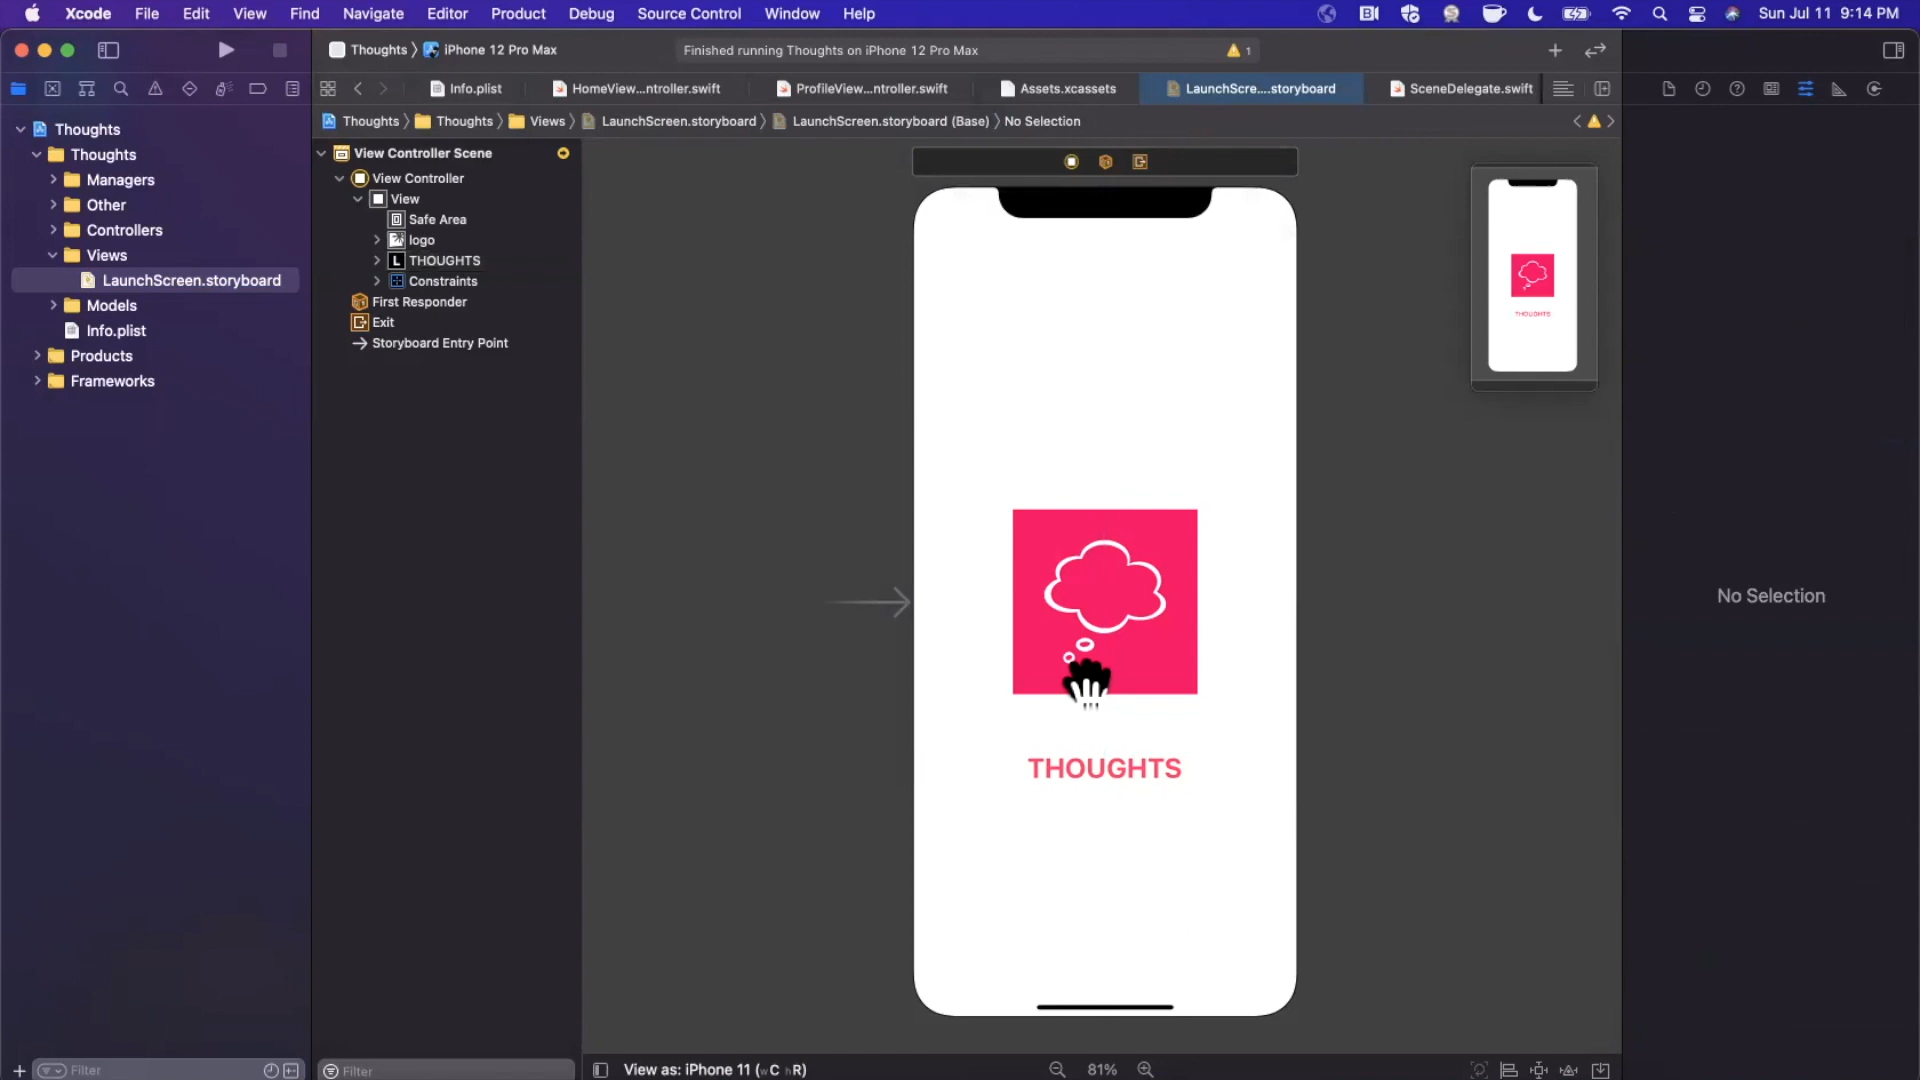 Xcode File Edit View Find Navigate Editor Product Debug Source Control Window Help Sun Jul 11 9:14 PM
Thoughts iPhone 12 Pro Max Finished running Thoughts on iPhone 12 Pro Max 1
Info.plist HomeView...ntroller.swift ProfileView...ntroller.swift Assets.xcassets LaunchScre....storyboard SceneDelegate.swift
Thoughts Thoughts Views LaunchScreen.storyboard LaunchScreen.storyboard (Base) No Selection
Thoughts
Thoughts
Managers
Other
Controllers
Views
LaunchScreen.storyboard
Models
Info.plist
Products
Frameworks
Filter
View Controller Scene
View Controller
View
Safe Area
logo
L THOUGHTS
Constraints
First Responder
Exit
Storyboard Entry Point
Filter
THOUGHTS
THOUGHTS
No Selection
View as: iPhone 11 (wC hR) 81%